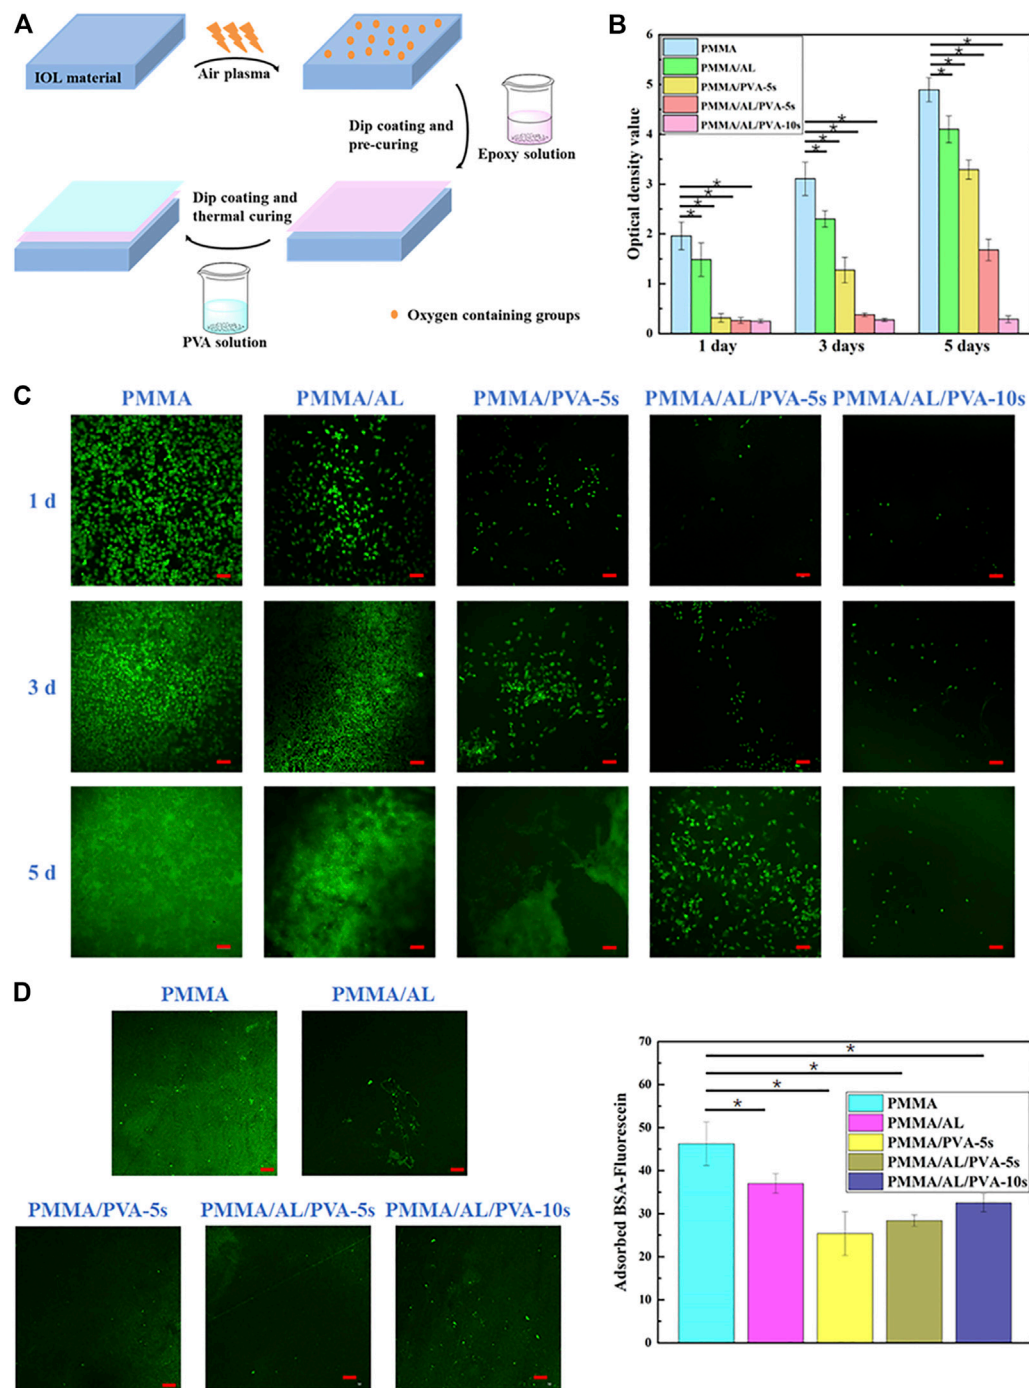 A
IOL material
Air plasma
Dip coating and
pre-curing
Epoxy solution
Dip coating and
thermal curing
PVA solution
Oxygen containing groups
B
Optical density value
6
5
4
3
2
1
0
PMMA
PMMA/AL
PMMA/PVA-5s
PMMA/AL/PVA-5s
PMMA/AL/PVA-10s
* * * *
* * * *
* * * *
1 day 3 days 5 days
C
PMMA PMMA/AL PMMA/PVA-5s PMMA/AL/PVA-5s PMMA/AL/PVA-10s
1 d
3 d
5 d
D
PMMA PMMA/AL
PMMA/PVA-5s PMMA/AL/PVA-5s PMMA/AL/PVA-10s
Adsorbed BSA-Fluorescein
70
60
50
40
30
20
10
0
* * * *
PMMA
PMMA/AL
PMMA/PVA-5s
PMMA/AL/PVA-5s
PMMA/AL/PVA-10s